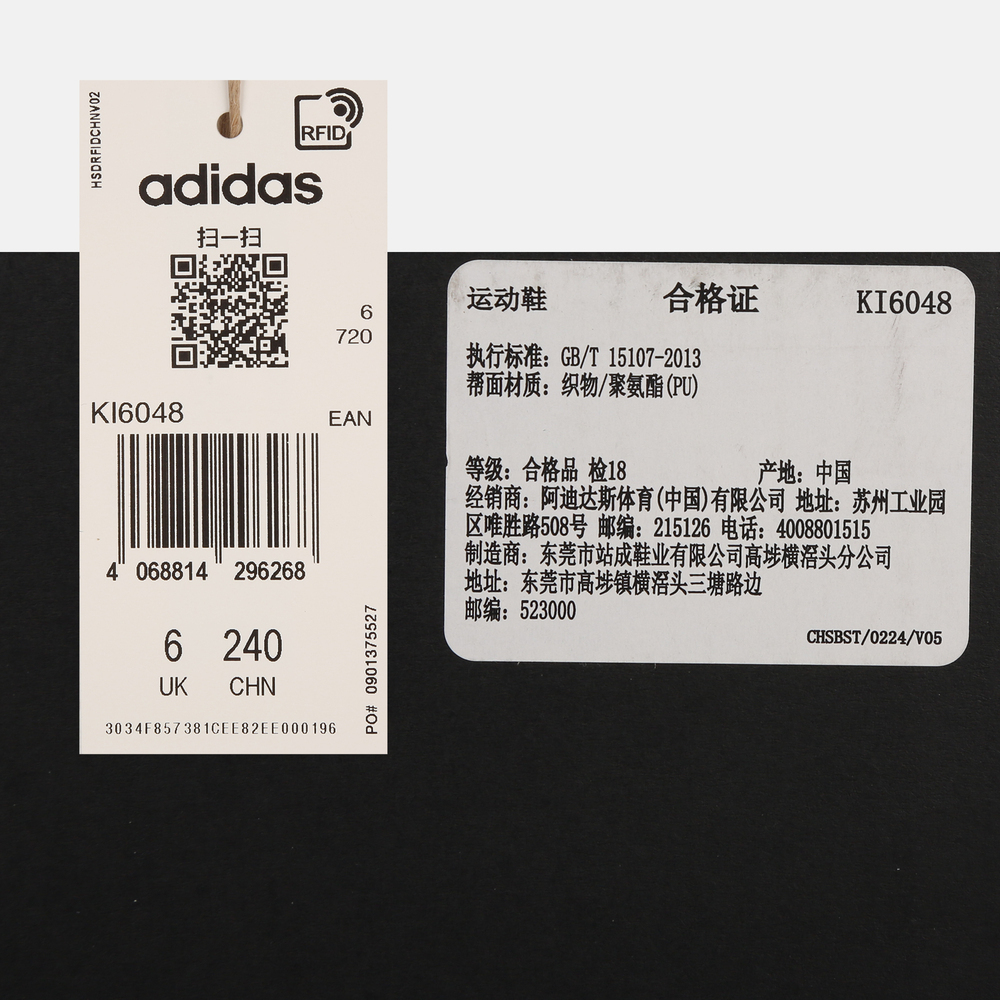 HSDRFIDCHNV02
RFID
adidas
扫一扫
6
720
KI6048
EAN
4 068814 296268
6 240
UK CHN
PO# 0901375527
3034F857381CEE82EE000196
运动鞋 合格证 KI6048
执行标准: GB/T 15107-2013
帮面材质: 织物/聚氨酯(PU)
等级: 合格品 检18 产地: 中国
经销商: 阿迪达斯体育(中国)有限公司 地址: 苏州工业园
区唯胜路508号 邮编: 215126 电话: 4008801515
制造商: 东莞市站成鞋业有限公司高埗横滘头分公司
地址: 东莞市高埗镇横滘头三塘路边
邮编: 523000
CHSBST/0224/V05